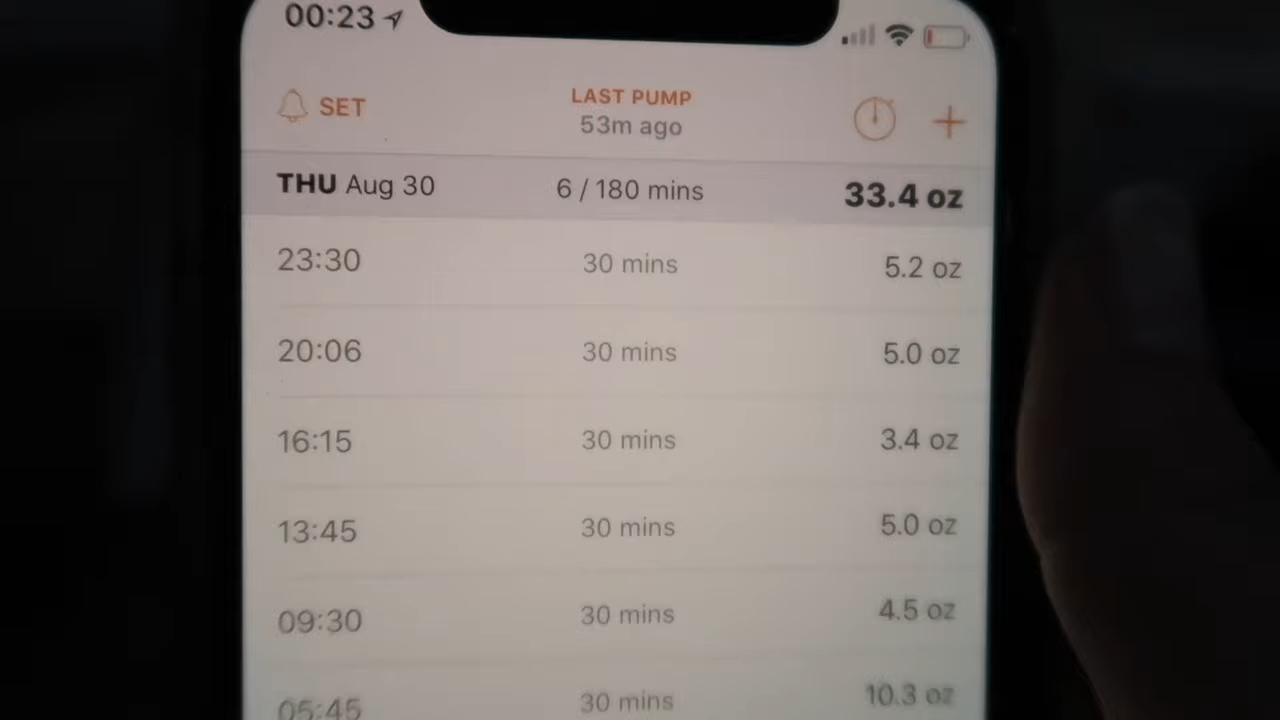 00:23
SET
LAST PUMP
53m ago
THU Aug 30 6 / 180 mins 33.4 oz
23:30 30 mins 5.2 oz
20:06 30 mins 5.0 oz
16:15 30 mins 3.4 oz
13:45 30 mins 5.0 oz
09:30 30 mins 4.5 oz
05:45 30 mins 10.3 oz